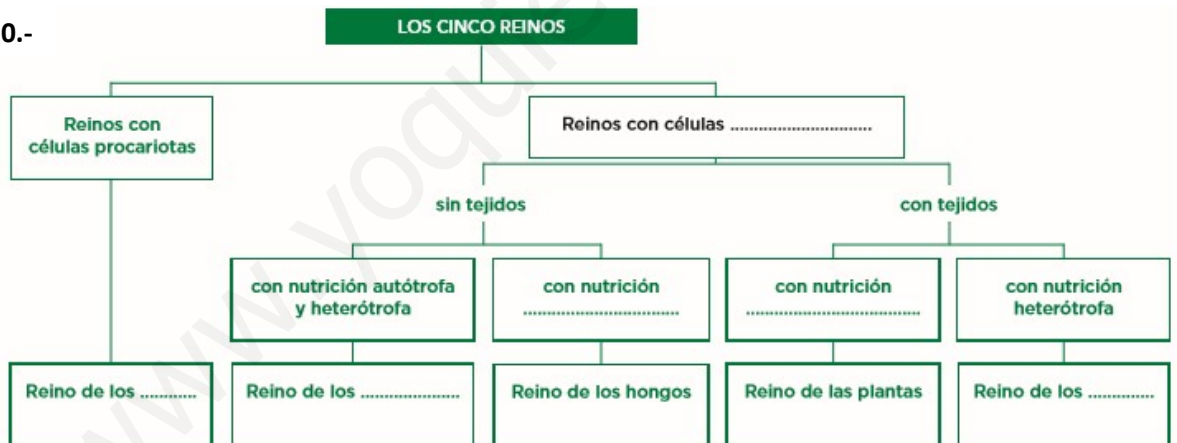 0.-
LOS CINCO REINOS
Reinos con
células procariotas
Reinos con células ...............................
sin tejidos
con tejidos
con nutrición autótrofa
y heterótrofa
con nutrición
..................................
con nutrición
......................................
con nutrición
heterótrofa
Reino de los ............
Reino de los .....................
Reino de los hongos
Reino de las plantas
Reino de los ..............
www.yoquie